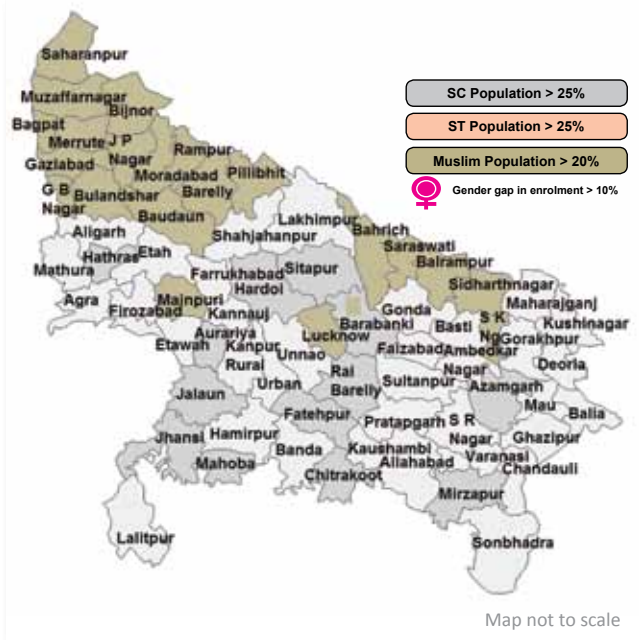 Saharanpur
SC Population > 25%
Muzaffarnagar
Bijnor
ST Population > 25%
Bagpat
Merrute J P
Rampur
Muslim Population > 20%
Gaziabad
Nagar
Moradabad
Pillibhit
Gender gap in enrolment > 10%
G B
Bulandshar
Barelly
Nagar
Baudaun
Lakhimpur
Aligarh
Shahjahanpur
Bahrich
Hathras
Etah
Saraswati
Mathura
Farrukhabad
Sitapur
Balrampur
Hardoi
Sidharthnagar
Agra
Mainpuri
Maharajganj
Firozabad
Kannauj
Gonda
S K
Barabanki
Basti
Kushinagar
Aurariya
Lucknow
Ng
Gorakhpur
Etawah
Kanpur
Unnao
Faizabad
Ambedkar
Rural
Rai
Nagar
Deoria
Urban
Barelly
Sultanpur
Azamgarh
Jalaun
Mau
Fatehpur
Ballia
Pratapgarh
S R
Jhansi
Hamirpur
Nagar
Ghazipur
Banda
Kaushambi
Mahoba
Allahabad
Varanasi
Chitrakoot
Chandauli
Mirzapur
Lalitpur
Sonbhadra
Map not to scale